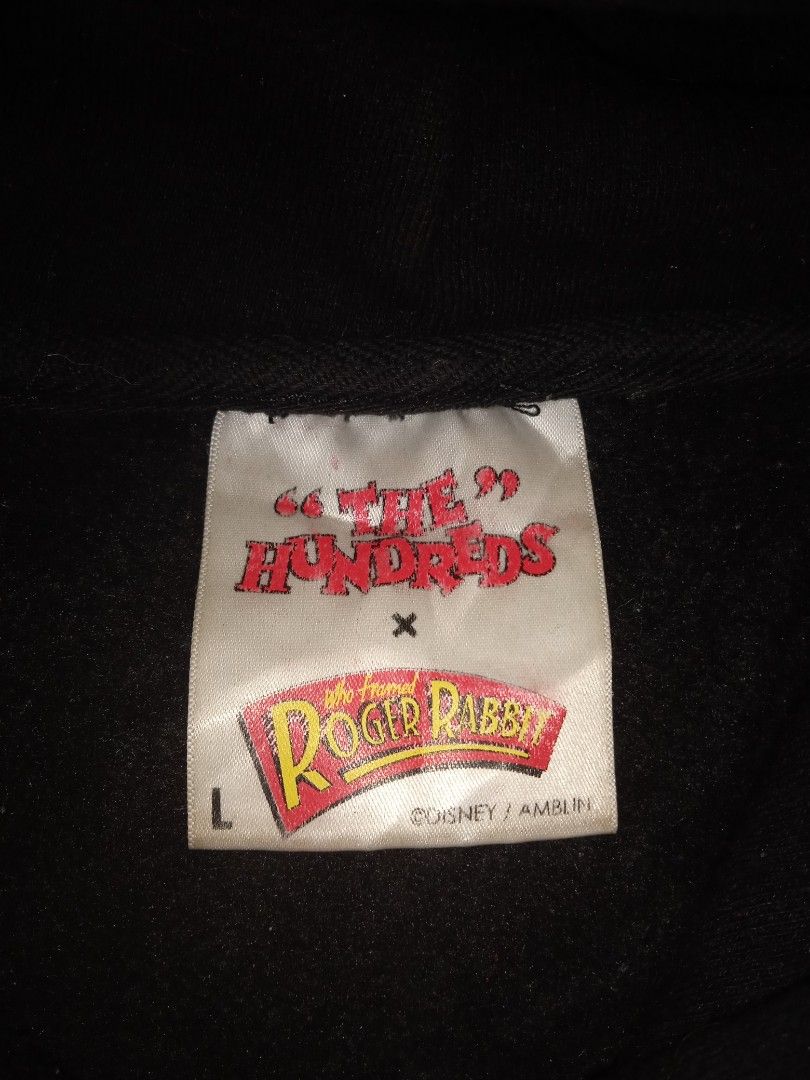 “THE”
HUNDREDS
x
Who Framed
ROGER RABBIT
L ©DISNEY / AMBLIN